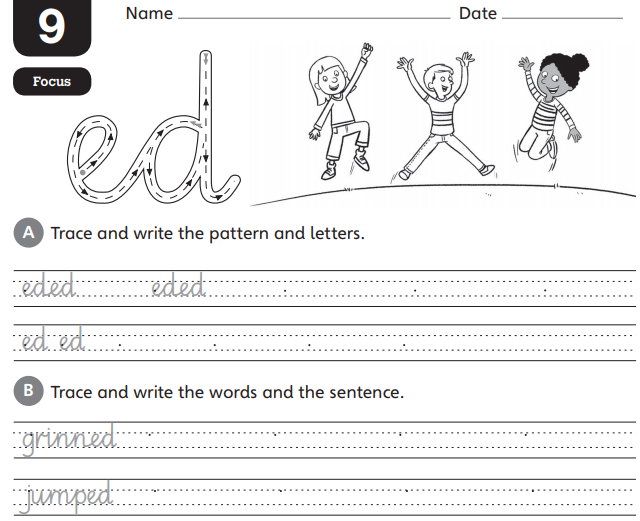 9
Name Date
Focus
ed
A Trace and write the pattern and letters.
eded eded
ed ed
B Trace and write the words and the sentence.
grinned
jumped